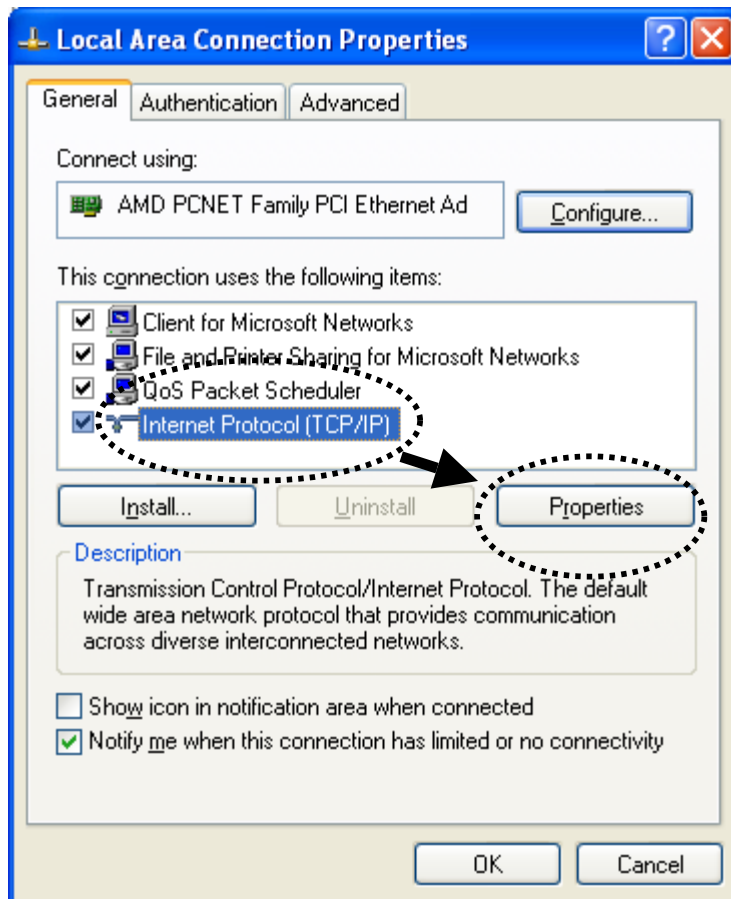 Local Area Connection Properties
General Authentication Advanced
Connect using:
AMD PCNET Family PCI Ethernet Ad
Configure...
This connection uses the following items:
Client for Microsoft Networks
File and Printer Sharing for Microsoft Networks
QoS Packet Scheduler
Internet Protocol (TCP/IP)
Install... Uninstall Properties
Description
Transmission Control Protocol/Internet Protocol. The default
wide area network protocol that provides communication
across diverse interconnected networks.
Show icon in notification area when connected
Notify me when this connection has limited or no connectivity
OK Cancel